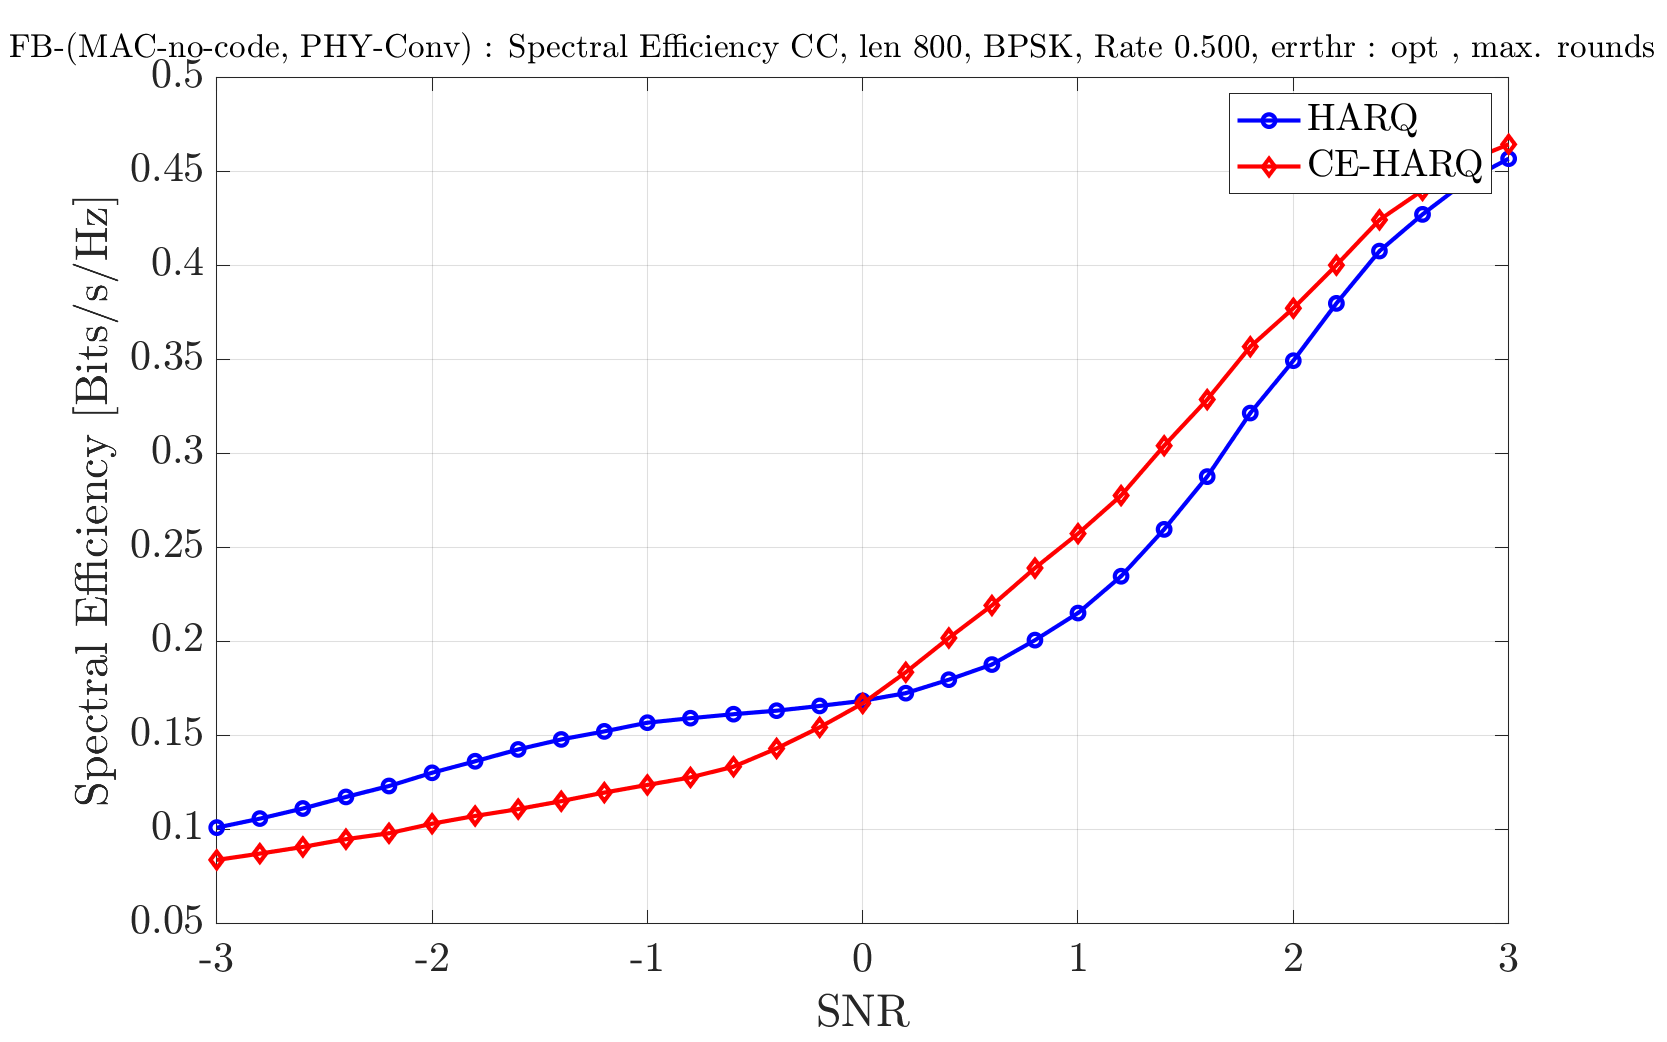 FB-(MAC-no-code, PHY-Conv) : Spectral Efficiency CC, len 800, BPSK, Rate 0.500, errthr : opt , max. rounds
0.5
0.45
0.4
0.35
0.3
0.25
0.2
0.15
0.1
0.05
Spectral Efficiency [Bits/s/Hz]
HARQ
CE-HARQ
-3 -2 -1 0 1 2 3
SNR